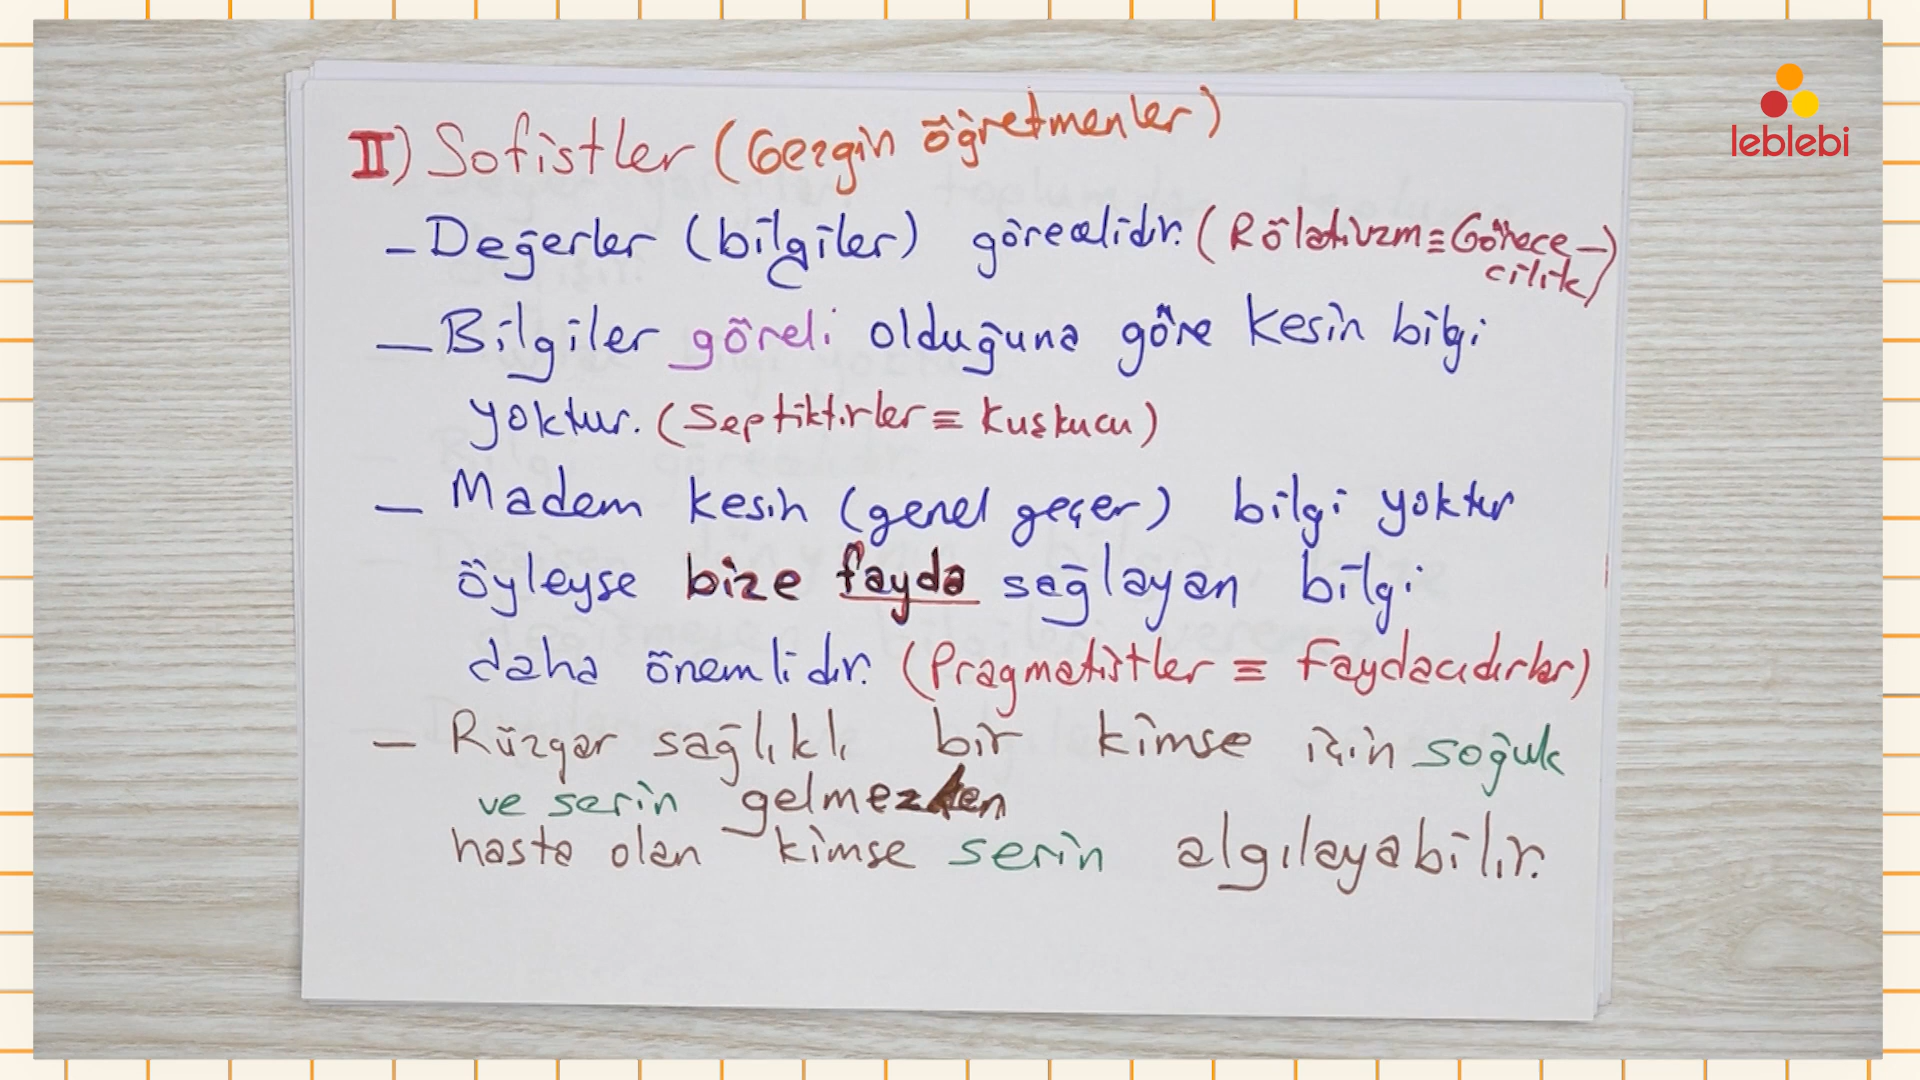 leblebi
II) Sofistler (Gezgin öğretmenler)
- Değerler (bilgiler) görecelidir. (Rölativizm ≡ Görece-
cilik)
- Bilgiler göreli olduğuna göre kesin bilgi
yoktur. (Septiktirler ≡ Kuşkucu)
- Madem kesin (genel geçer) bilgi yoktur
öyleyse bize fayda sağlayan bilgi
daha önemlidir. (Pragmatistler ≡ Faydacıdırlar)
- Rüzgar sağlıklı bir kimse için soğuk
ve serin gelmezken
hasta olan kimse serin algılayabilir.